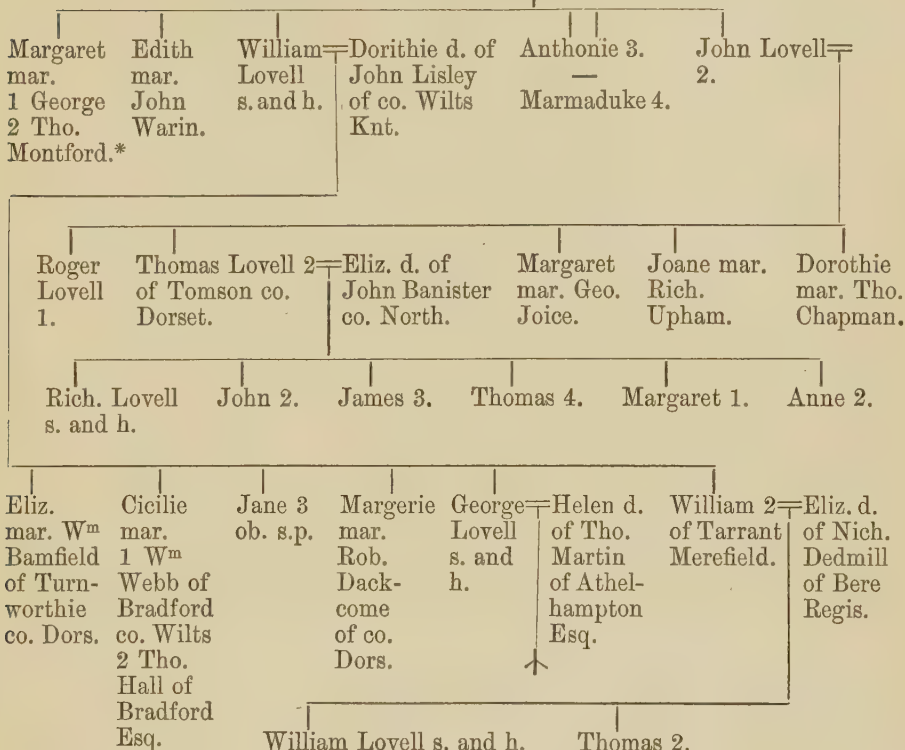 Margaret
mar.
1 George
2 Tho.
Montford.*
Edith
mar.
John
Warin.
William
Lovell
s. and h.
Dorithie d. of
John Lisley
of co. Wilts
Knt.
Anthonie 3.
—
Marmaduke 4.
John Lovell
2.
Roger
Lovell
1.
Thomas Lovell 2
of Tomson co.
Dorset.
Eliz. d. of
John Banister
co. North.
Margaret
mar. Geo.
Joice.
Joane mar.
Rich.
Upham.
Dorothie
mar. Tho.
Chapman.
Rich. Lovell
s. and h.
John 2.
James 3.
Thomas 4.
Margaret 1.
Anne 2.
Eliz.
mar. Wᵐ
Bamfield
of Turn-
worthie
co. Dors.
Cicilie
mar.
1 Wᵐ
Webb of
Bradford
co. Wilts
2 Tho.
Hall of
Bradford
Esq.
Jane 3
ob. s.p.
Margerie
mar.
Rob.
Dack-
come
of co.
Dors.
George
Lovell
s. and
h.
Helen d.
of Tho.
Martin
of Athel-
hampton
Esq.
William 2
of Tarrant
Merefield.
Eliz. d.
of Nich.
Dedmill
of Bere
Regis.
William Lovell s. and h.
Thomas 2.